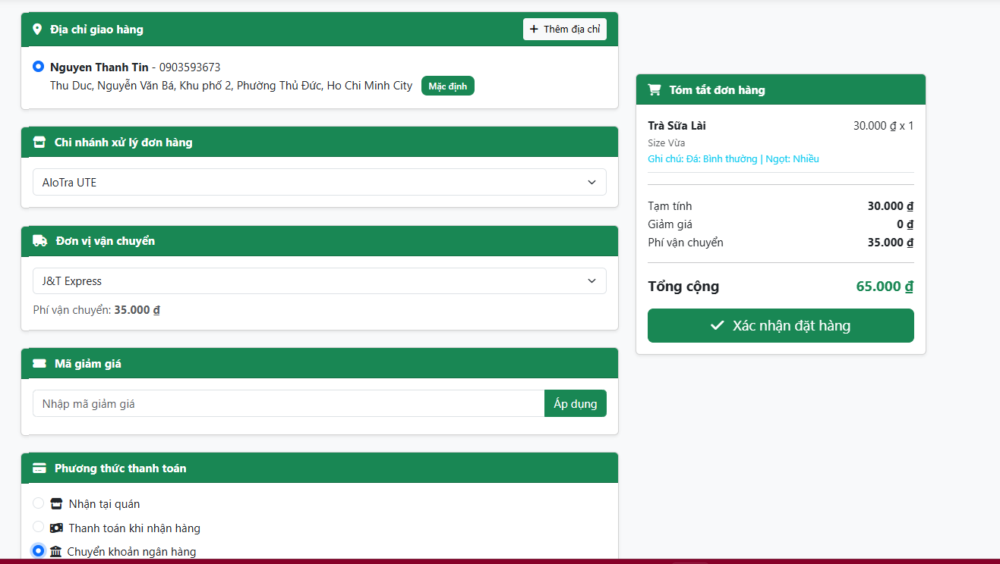 Địa chỉ giao hàng
Thêm địa chỉ
Nguyen Thanh Tin - 0903593673
Thu Duc, Nguyễn Văn Bá, Khu phố 2, Phường Thủ Đức, Ho Chi Minh City
Mặc định
Chi nhánh xử lý đơn hàng
AloTra UTE
Đơn vị vận chuyển
J&T Express
Phí vận chuyển: 35.000 ₫
Mã giảm giá
Nhập mã giảm giá
Áp dụng
Phương thức thanh toán
Nhận tại quán
Thanh toán khi nhận hàng
Chuyển khoản ngân hàng
Tóm tắt đơn hàng
Trà Sữa Lài 30.000 ₫ x 1
Size Vừa
Ghi chú: Đá: Bình thường | Ngọt: Nhiều
Tạm tính 30.000 ₫
Giảm giá 0 ₫
Phí vận chuyển 35.000 ₫
Tổng cộng 65.000 ₫
Xác nhận đặt hàng